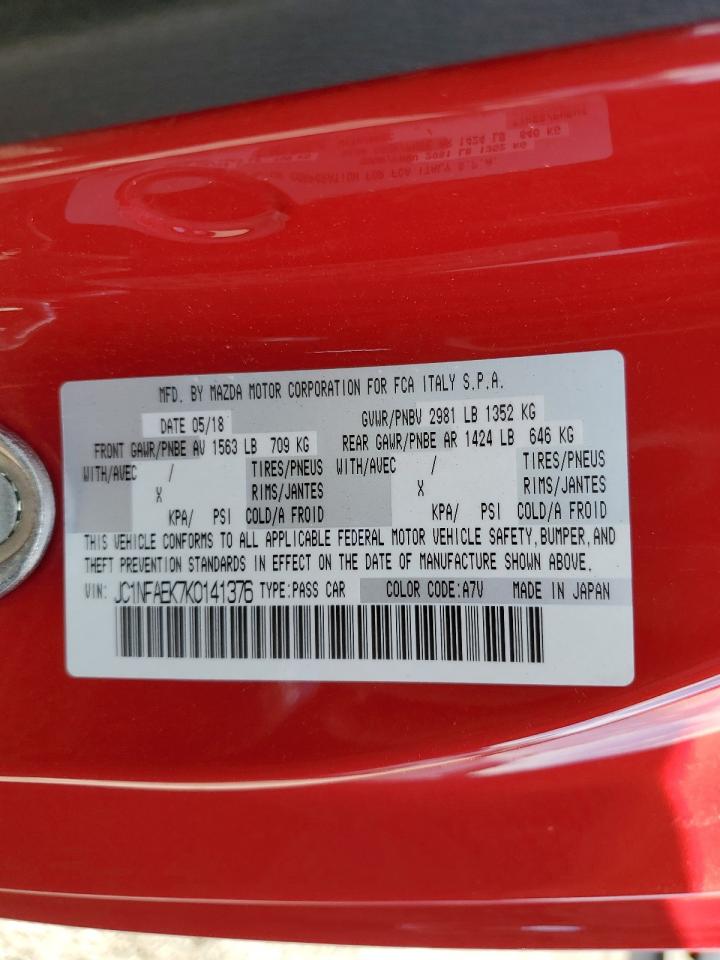 MFD. BY MAZDA MOTOR CORPORATION FOR FCA ITALY S.P.A.
DATE 05/18 GVWR/PNBV 2981 LB 1352 KG
FRONT GAWR/PNBE AV 1563 LB 709 KG REAR GAWR/PNBE AR 1424 LB 646 KG
WITH/AVEC / TIRES/PNEUS WITH/AVEC / TIRES/PNEUS
X RIMS/JANTES X RIMS/JANTES
KPA/ PSI COLD/A FROID KPA/ PSI COLD/A FROID
THIS VEHICLE CONFORMS TO ALL APPLICABLE FEDERAL MOTOR VEHICLE SAFETY,BUMPER,AND
THEFT PREVENTION STANDARDS IN EFFECT ON THE DATE OF MANUFACTURE SHOWN ABOVE.
VIN: JC1NFAEK7K0141376 TYPE:PASS CAR COLOR CODE:A7V MADE IN JAPAN